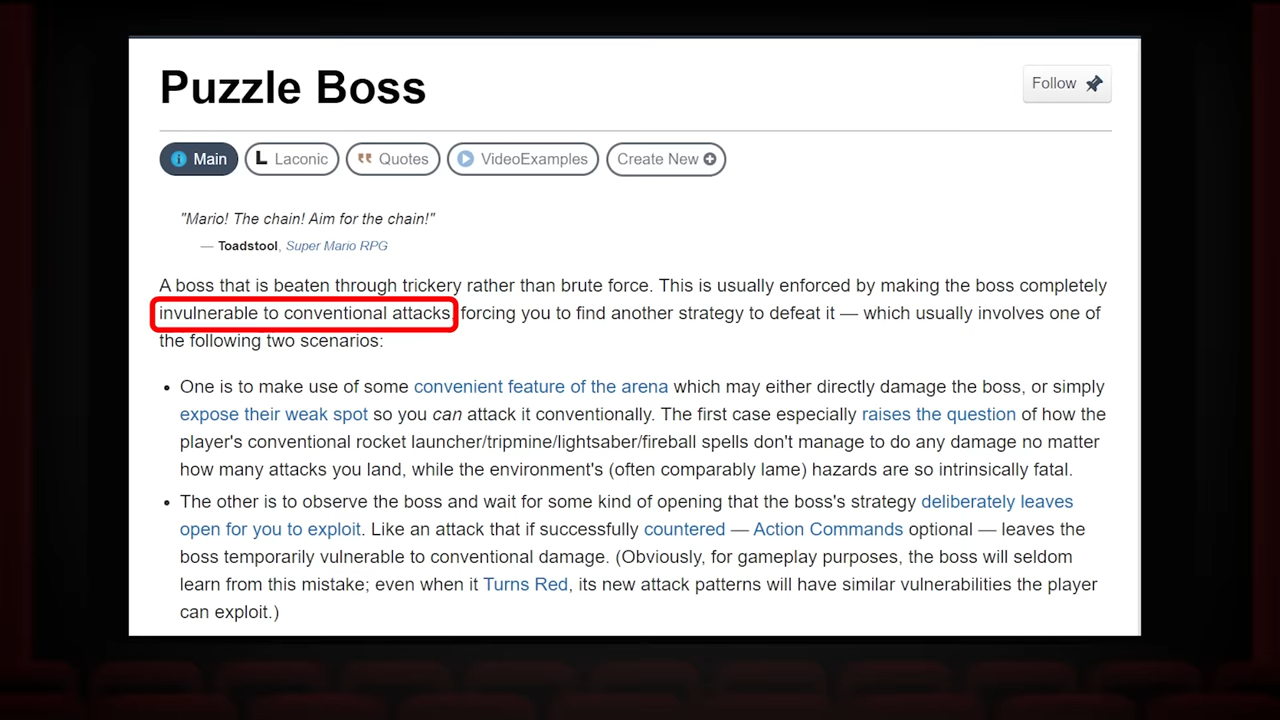 Puzzle Boss
Follow
Main
L Laconic
Quotes
VideoExamples
Create New
"Mario! The chain! Aim for the chain!"
— Toadstool, Super Mario RPG
A boss that is beaten through trickery rather than brute force. This is usually enforced by making the boss completely
invulnerable to conventional attacks, forcing you to find another strategy to defeat it — which usually involves one of
the following two scenarios:
• One is to make use of some convenient feature of the arena which may either directly damage the boss, or simply
expose their weak spot so you can attack it conventionally. The first case especially raises the question of how the
player's conventional rocket launcher/tripmine/lightsaber/fireball spells don't manage to do any damage no matter
how many attacks you land, while the environment's (often comparably lame) hazards are so intrinsically fatal.
• The other is to observe the boss and wait for some kind of opening that the boss's strategy deliberately leaves
open for you to exploit. Like an attack that if successfully countered — Action Commands optional — leaves the
boss temporarily vulnerable to conventional damage. (Obviously, for gameplay purposes, the boss will seldom
learn from this mistake; even when it Turns Red, its new attack patterns will have similar vulnerabilities the player
can exploit.)